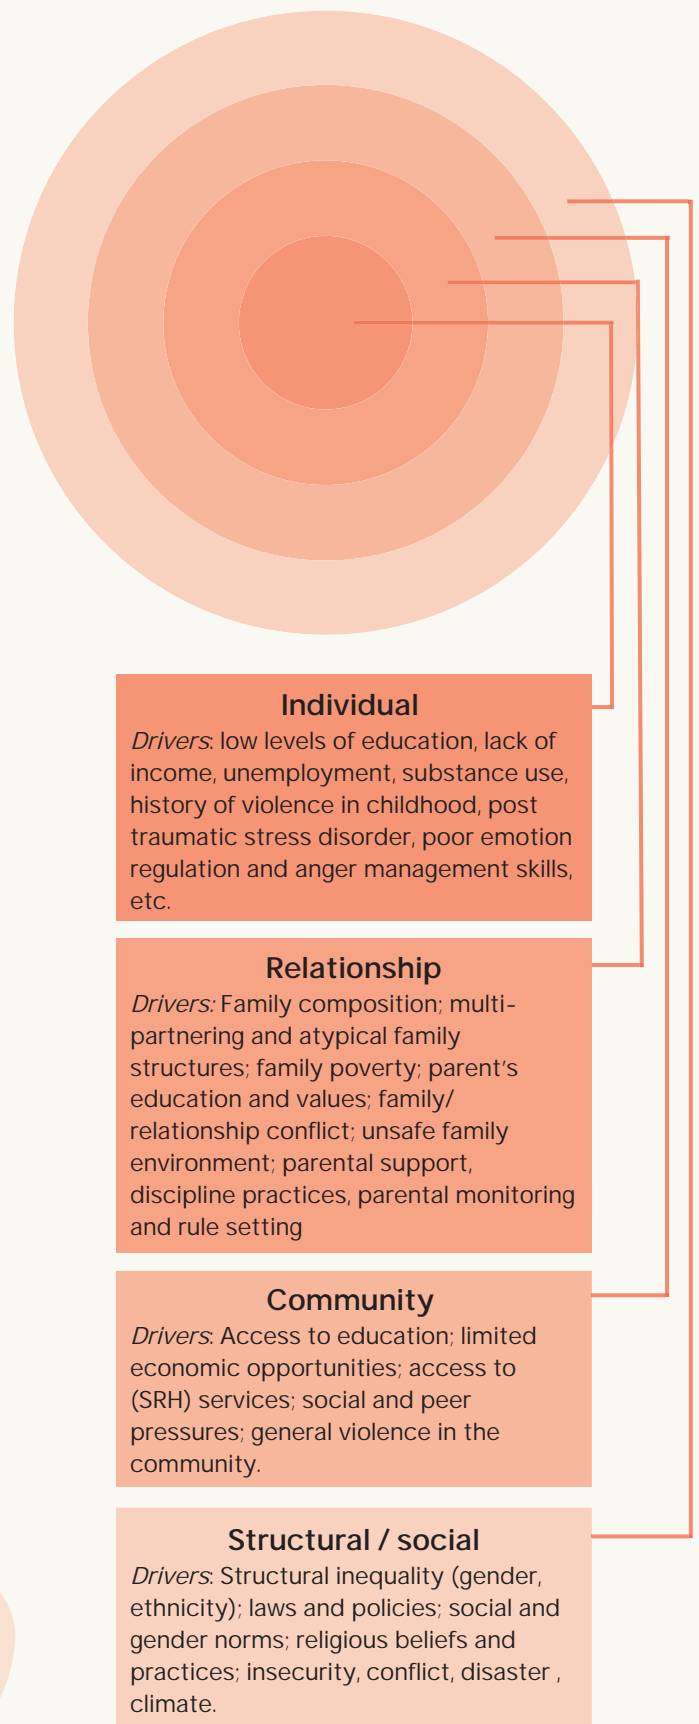 Individual
Drivers: low levels of education, lack of
income, unemployment, substance use,
history of violence in childhood, post
traumatic stress disorder, poor emotion
regulation and anger management skills,
etc.
Relationship
Drivers: Family composition; multi-
partnering and atypical family
structures; family poverty; parent's
education and values; family/
relationship conflict; unsafe family
environment; parental support,
discipline practices, parental monitoring
and rule setting
Community
Drivers: Access to education; limited
economic opportunities; access to
(SRH) services; social and peer
pressures; general violence in the
community.
Structural / social
Drivers: Structural inequality (gender,
ethnicity); laws and policies; social and
gender norms; religious beliefs and
practices; insecurity, conflict, disaster ,
climate.